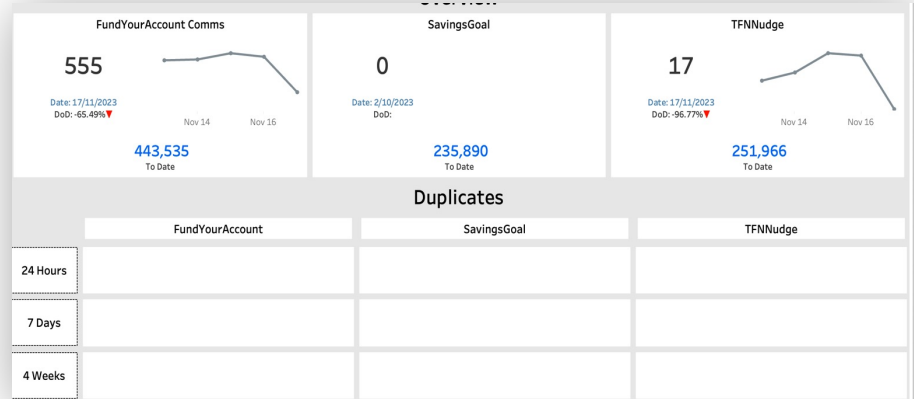 FundYourAccount Comms
555
Date: 17/11/2023
DoD: -65.49%
Nov 14
Nov 16
443,535
To Date
SavingsGoal
0
Date: 2/10/2023
DoD:
235,890
To Date
TFNNudge
17
Date: 17/11/2023
DoD: -96.77%
Nov 14
Nov 16
251,966
To Date
Duplicates
FundYourAccount
SavingsGoal
TFNNudge
24 Hours
7 Days
4 Weeks